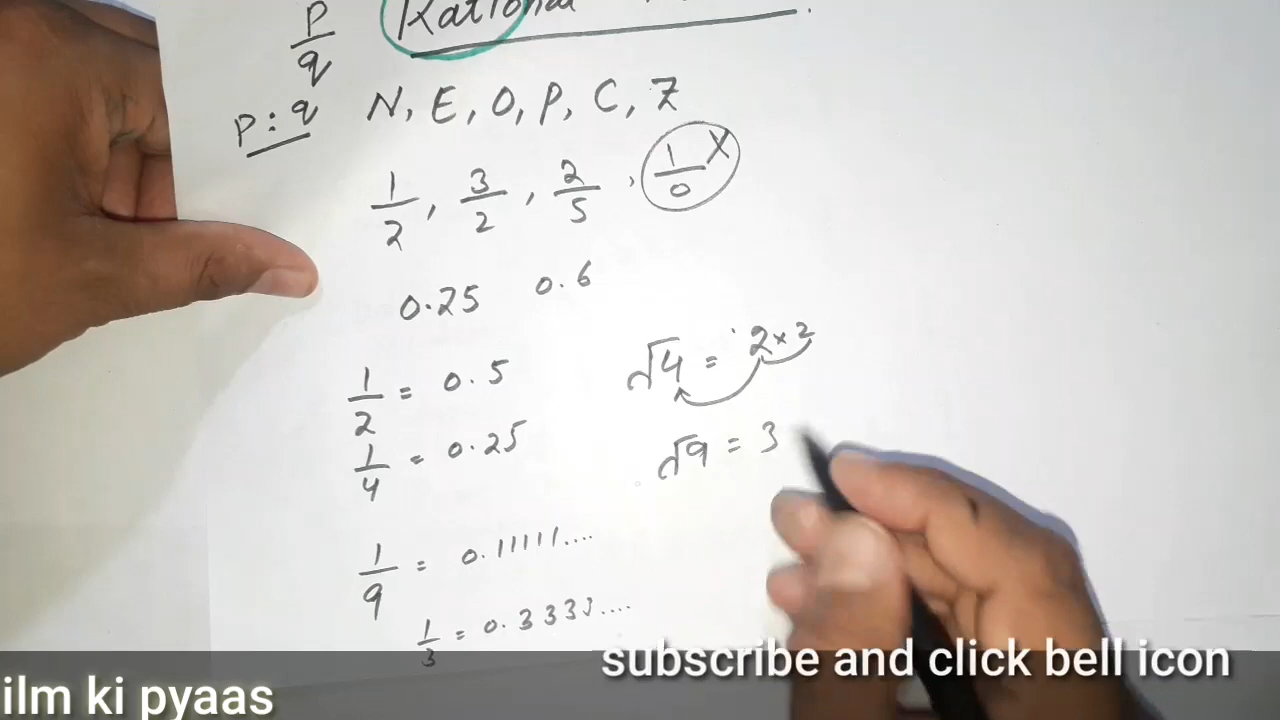 P/q Rational
P : q N, E, O, P, C, Z
1/2, 3/2, 2/5, 1/0 X
0.25 0.6
√4 = 2×2
1/2 = 0.5
1/4 = 0.25
√9 = 3
1/9 = 0.11111....
1/3 = 0.3333....
subscribe and click bell icon
ilm ki pyaas